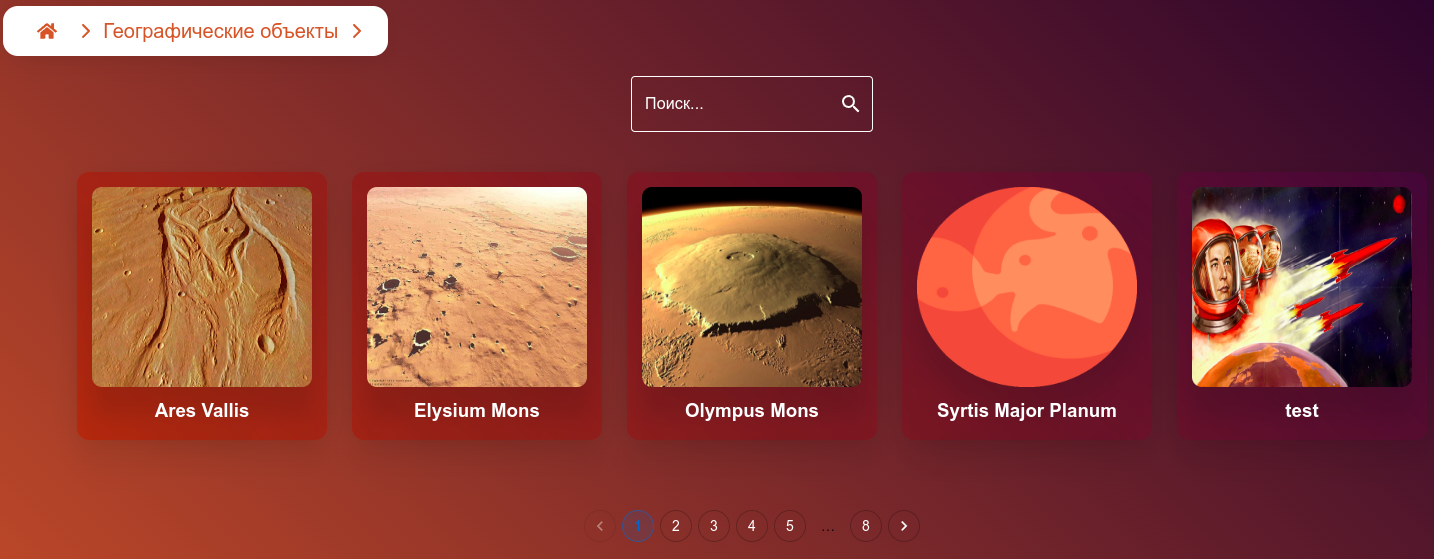 Географические объекты
Поиск...
Ares Vallis
Elysium Mons
Olympus Mons
Syrtis Major Planum
test
1 2 3 4 5 ... 8